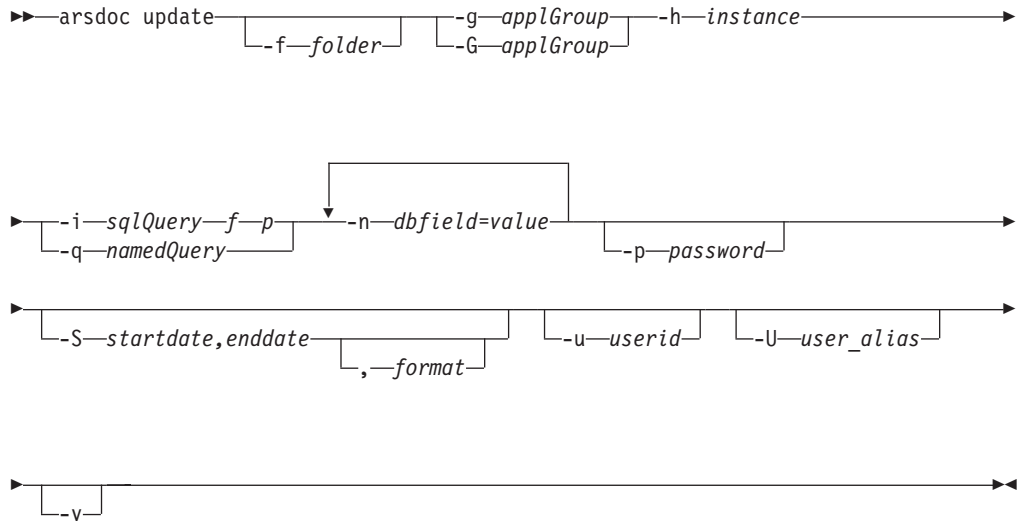 arsdoc update -g applGroup -h instance
-f folder -G applGroup
-i sqlQuery f p -n dbfield=value
-q namedQuery -p password
-S startdate,enddate -u userid -U user_alias
, format
-v